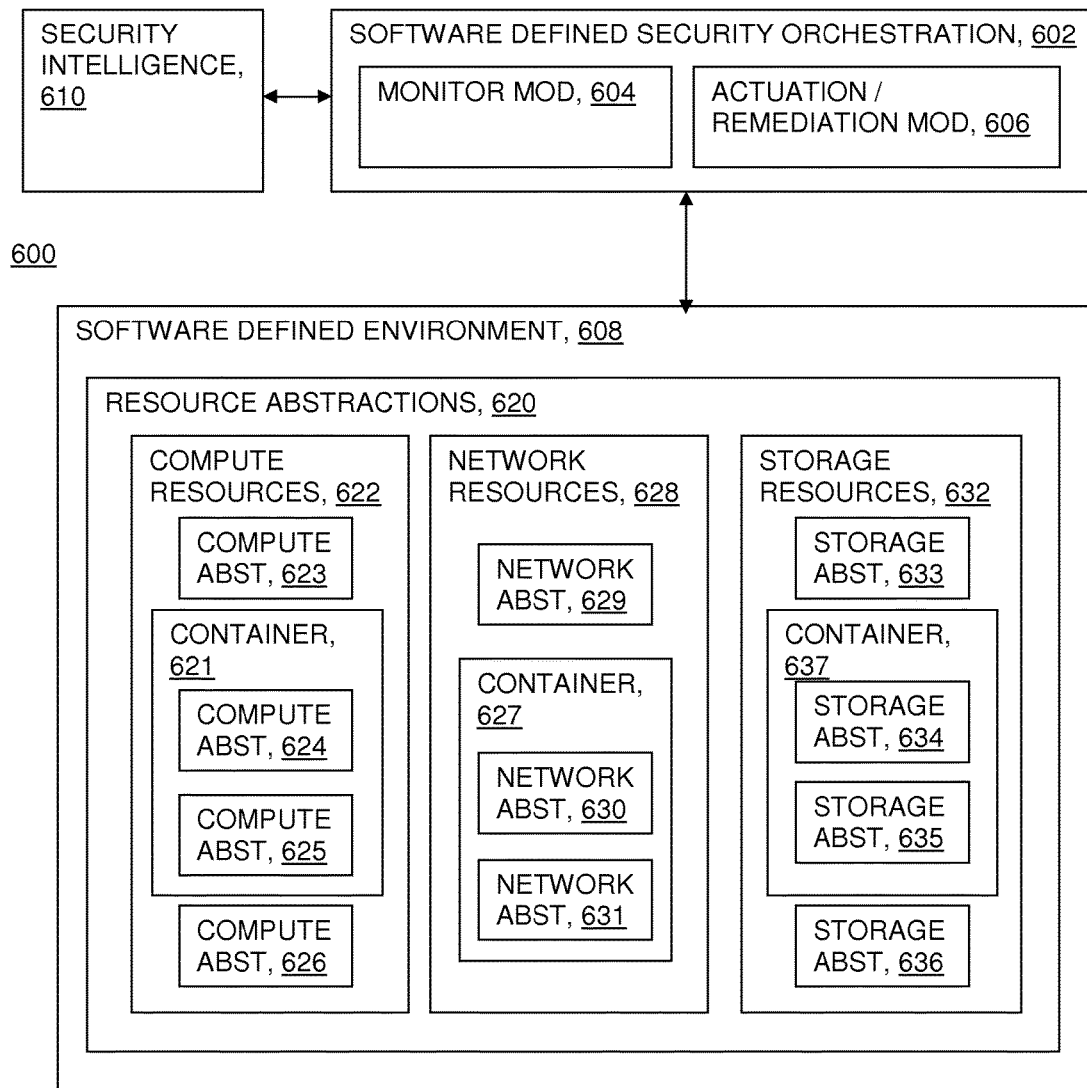 SECURITY
INTELLIGENCE,
610
SOFTWARE DEFINED SECURITY ORCHESTRATION, 602
MONITOR MOD, 604
ACTUATION /
REMEDIATION MOD, 606
600
SOFTWARE DEFINED ENVIRONMENT, 608
RESOURCE ABSTRACTIONS, 620
COMPUTE
RESOURCES, 622
COMPUTE
ABST, 623
CONTAINER,
621
COMPUTE
ABST, 624
COMPUTE
ABST, 625
COMPUTE
ABST, 626
NETWORK
RESOURCES, 628
NETWORK
ABST, 629
CONTAINER,
627
NETWORK
ABST, 630
NETWORK
ABST, 631
STORAGE
RESOURCES, 632
STORAGE
ABST, 633
CONTAINER,
637
STORAGE
ABST, 634
STORAGE
ABST, 635
STORAGE
ABST, 636